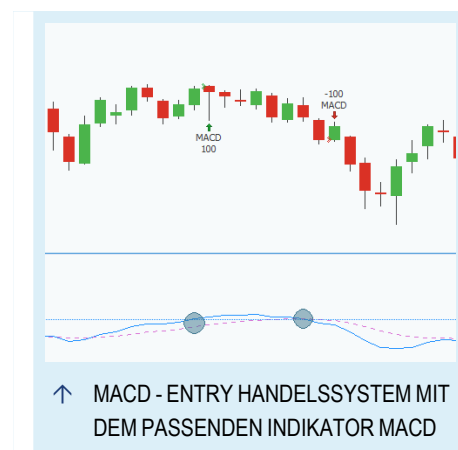 -100
MACD
MACD
100
↑ MACD - ENTRY HANDELSSYSTEM MIT
DEM PASSENDEN INDIKATOR MACD